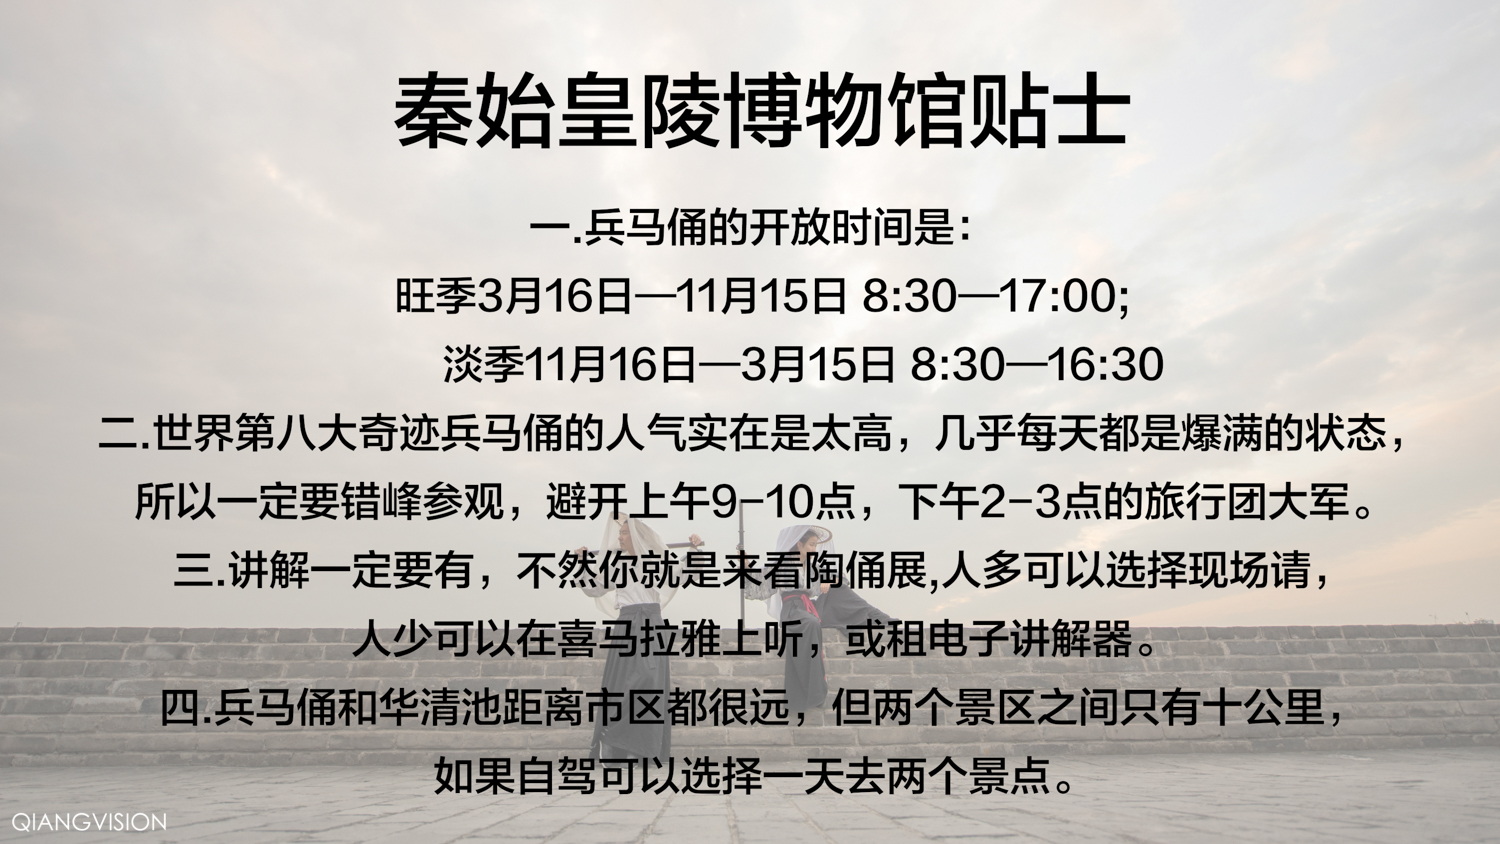 秦始皇陵博物馆贴士
一.兵马俑的开放时间是：
旺季3月16日—11月15日 8:30—17:00;
淡季11月16日—3月15日 8:30—16:30
二.世界第八大奇迹兵马俑的人气实在是太高，几乎每天都是爆满的状态，
所以一定要错峰参观，避开上午9-10点，下午2-3点的旅行团大军。
三.讲解一定要有，不然你就是来看陶俑展,人多可以选择现场请，
人少可以在喜马拉雅上听，或租电子讲解器。
四.兵马俑和华清池距离市区都很远，但两个景区之间只有十公里，
如果自驾可以选择一天去两个景点。
QIANGVISION